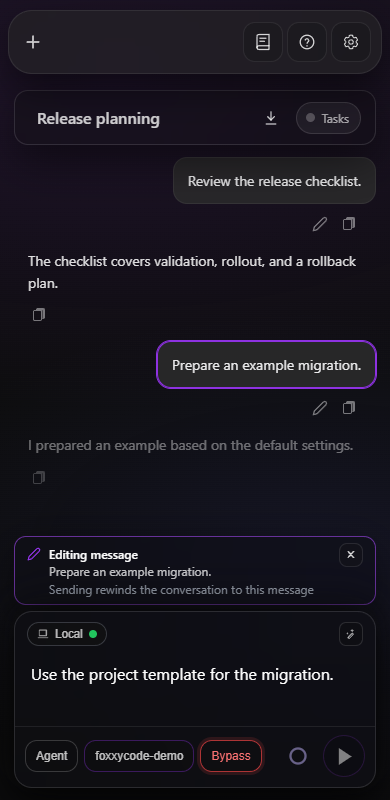 Release planning
Tasks
Review the release checklist.
The checklist covers validation, rollout, and a rollback
plan.
Prepare an example migration.
I prepared an example based on the default settings.
Editing message
Prepare an example migration.
Sending rewinds the conversation to this message
Local
Use the project template for the migration.
Agent
foxxycode-demo
Bypass